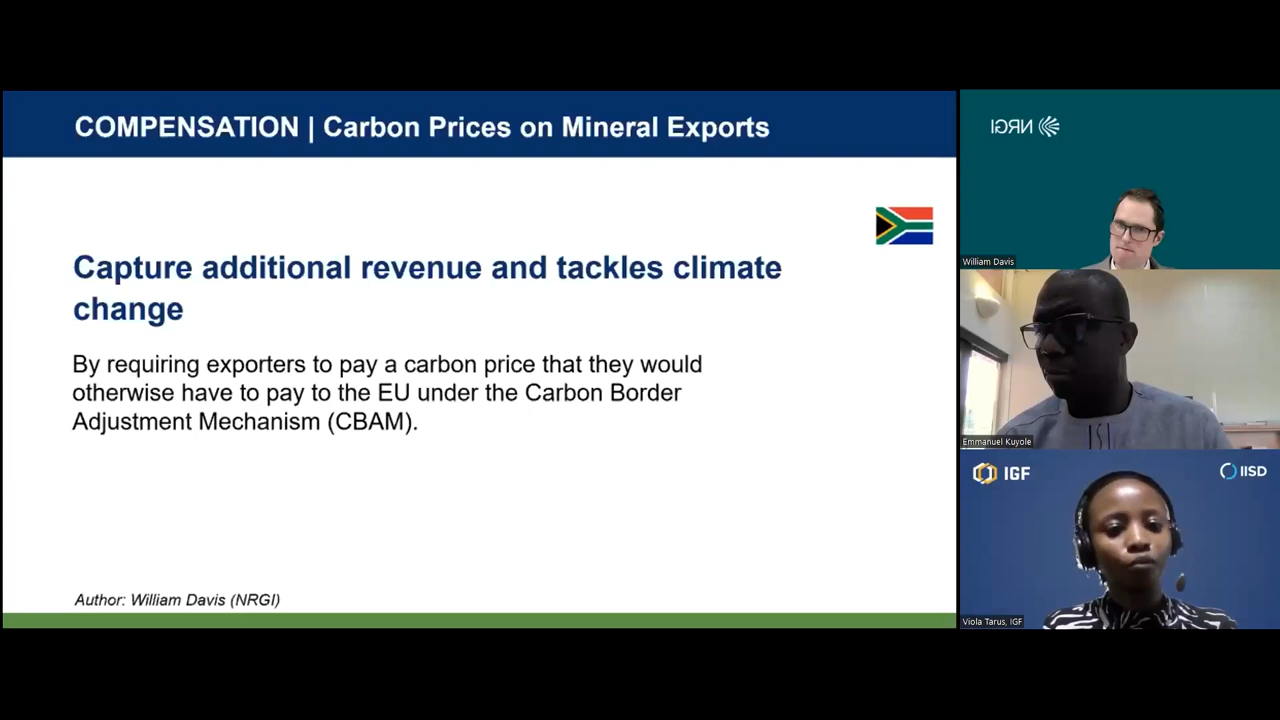 COMPENSATION | Carbon Prices on Mineral Exports
Capture additional revenue and tackles climate
change
By requiring exporters to pay a carbon price that they would
otherwise have to pay to the EU under the Carbon Border
Adjustment Mechanism (CBAM).
Author: William Davis (NRGI)
NRGI
William Davis
Emmanuel Kuyole
IGF
IISD
Viola Tarus, IGF